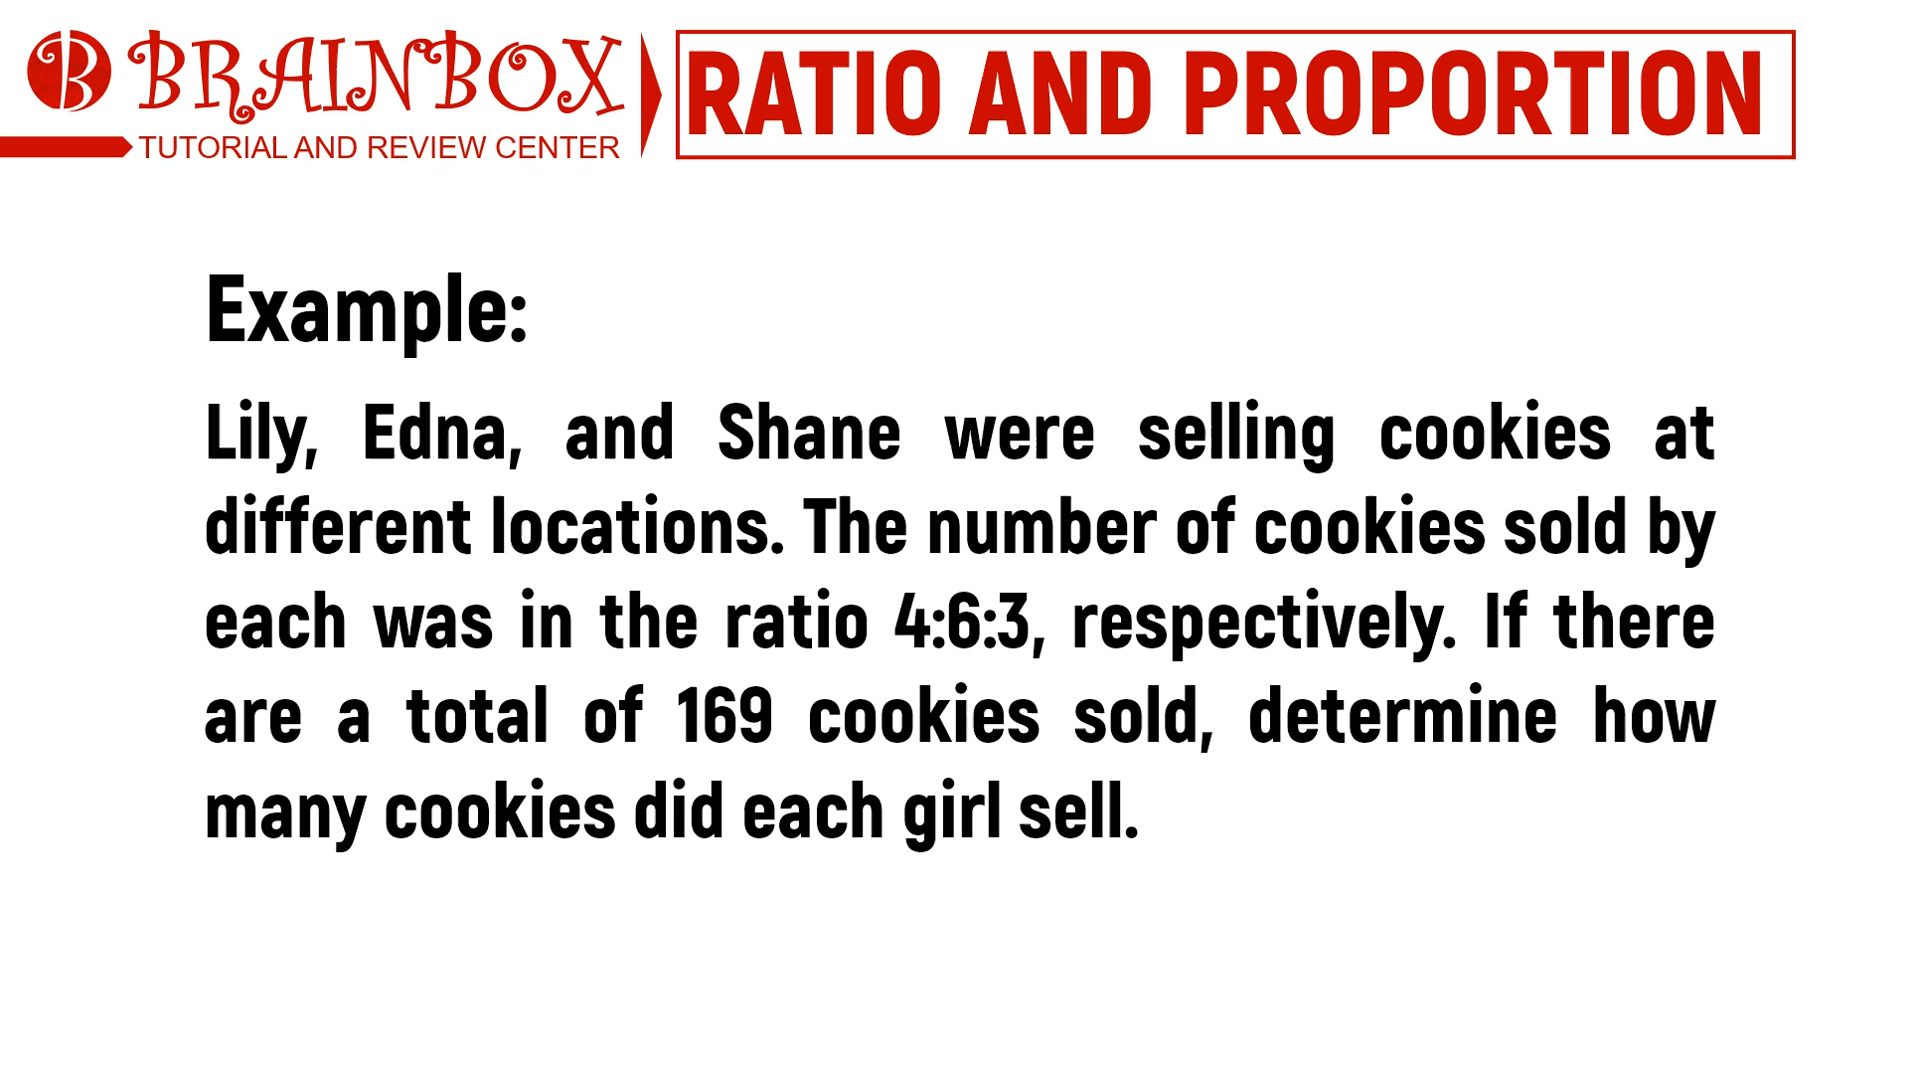 B BRAINBOX
TUTORIAL AND REVIEW CENTER
RATIO AND PROPORTION
Example:
Lily, Edna, and Shane were selling cookies at
different locations. The number of cookies sold by
each was in the ratio 4:6:3, respectively. If there
are a total of 169 cookies sold, determine how
many cookies did each girl sell.